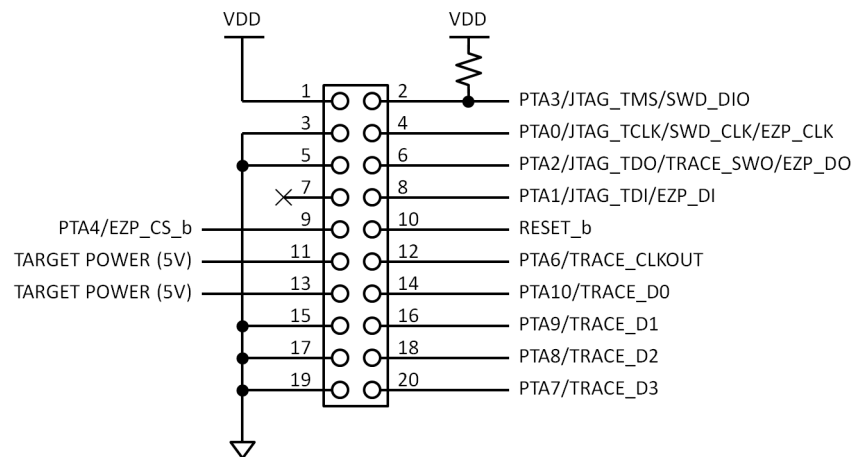 VDD VDD
1 2 PTA3/JTAG_TMS/SWD_DIO
3 4 PTA0/JTAG_TCLK/SWD_CLK/EZP_CLK
5 6 PTA2/JTAG_TDO/TRACE_SWO/EZP_DO
7 8 PTA1/JTAG_TDI/EZP_DI
PTA4/EZP_CS_b 9 10 RESET_b
TARGET POWER (5V) 11 12 PTA6/TRACE_CLKOUT
TARGET POWER (5V) 13 14 PTA10/TRACE_D0
15 16 PTA9/TRACE_D1
17 18 PTA8/TRACE_D2
19 20 PTA7/TRACE_D3